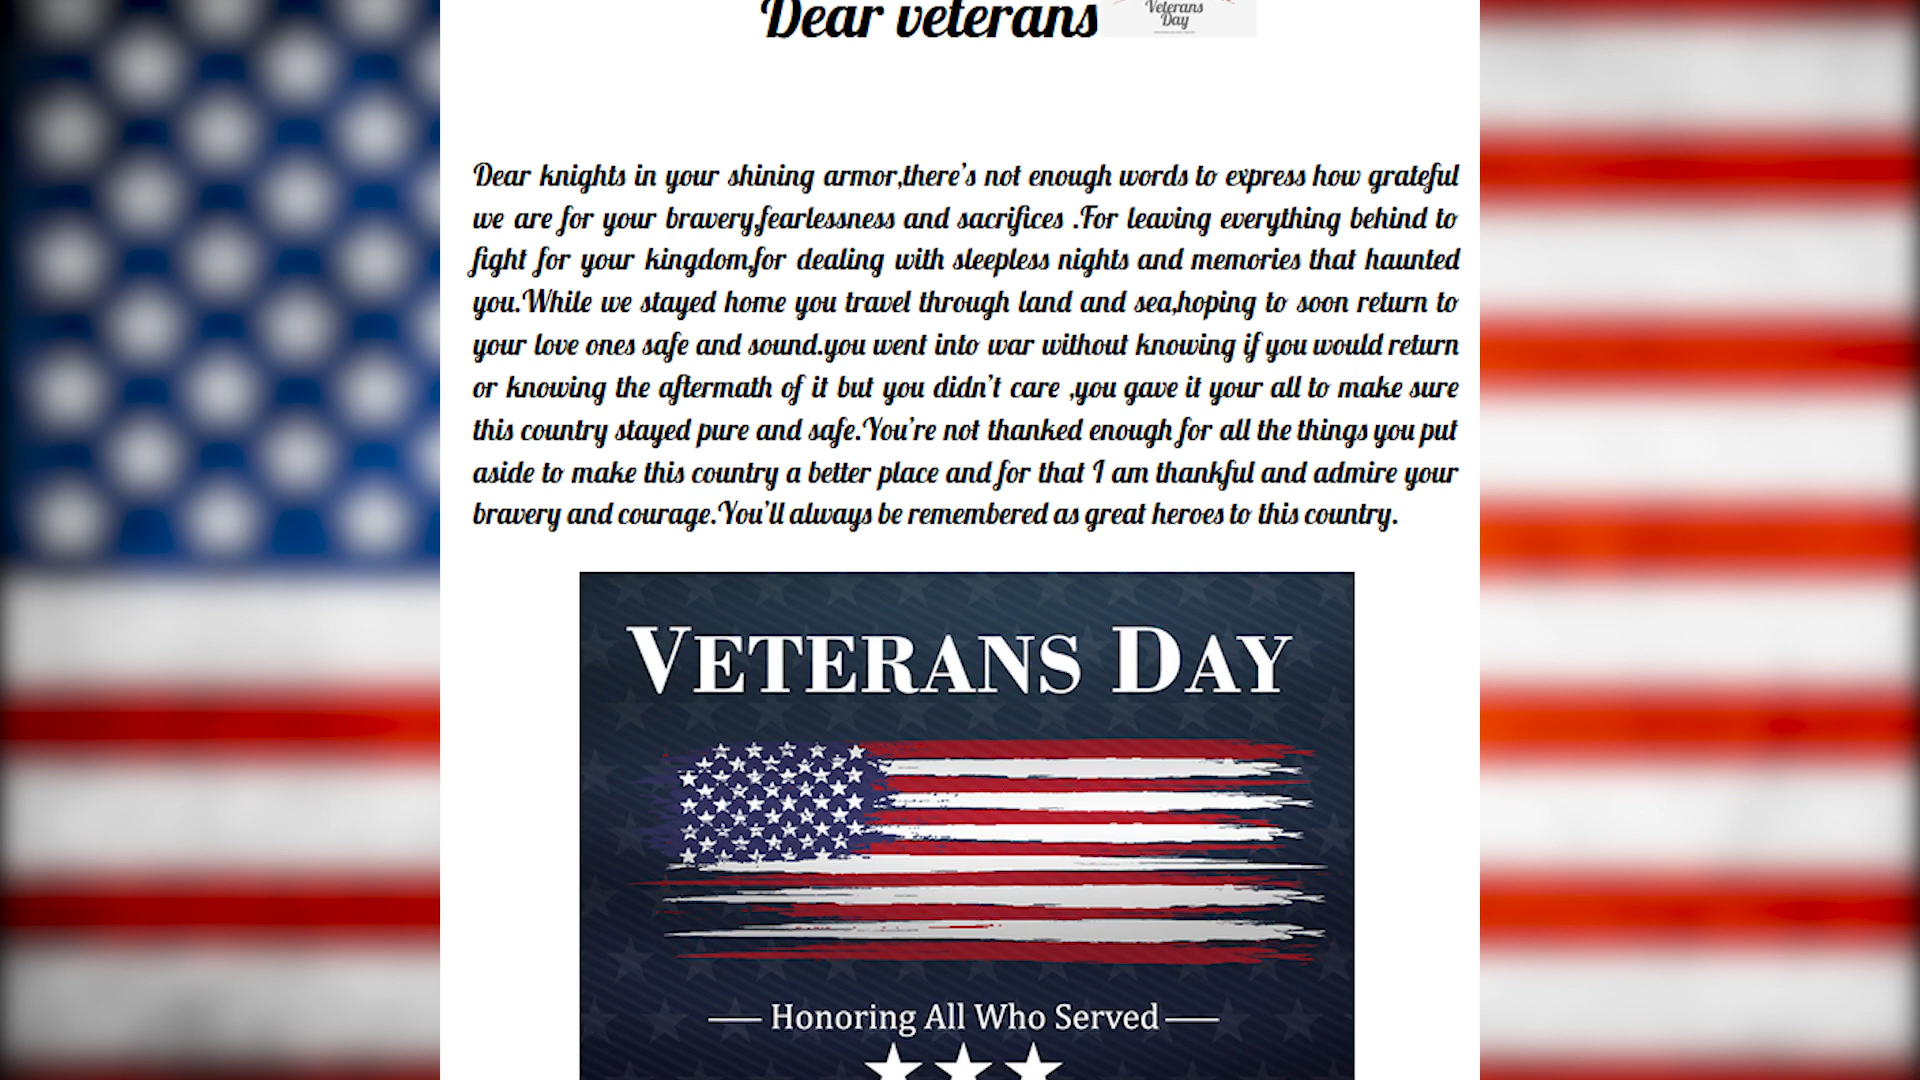 Dear veterans
Veterans
Day
Dear knights in your shining armor,there's not enough words to express how grateful
we are for your bravery,fearlessness and sacrifices .For leaving everything behind to
fight for your kingdom,for dealing with sleepless nights and memories that haunted
you.While we stayed home you travel through land and sea,hoping to soon return to
your love ones safe and sound.you went into war without knowing if you would return
or knowing the aftermath of it but you didn't care ,you gave it your all to make sure
this country stayed pure and safe.You're not thanked enough for all the things you put
aside to make this country a better place and for that I am thankful and admire your
bravery and courage.You'll always be remembered as great heroes to this country.
VETERANS DAY
Honoring All Who Served